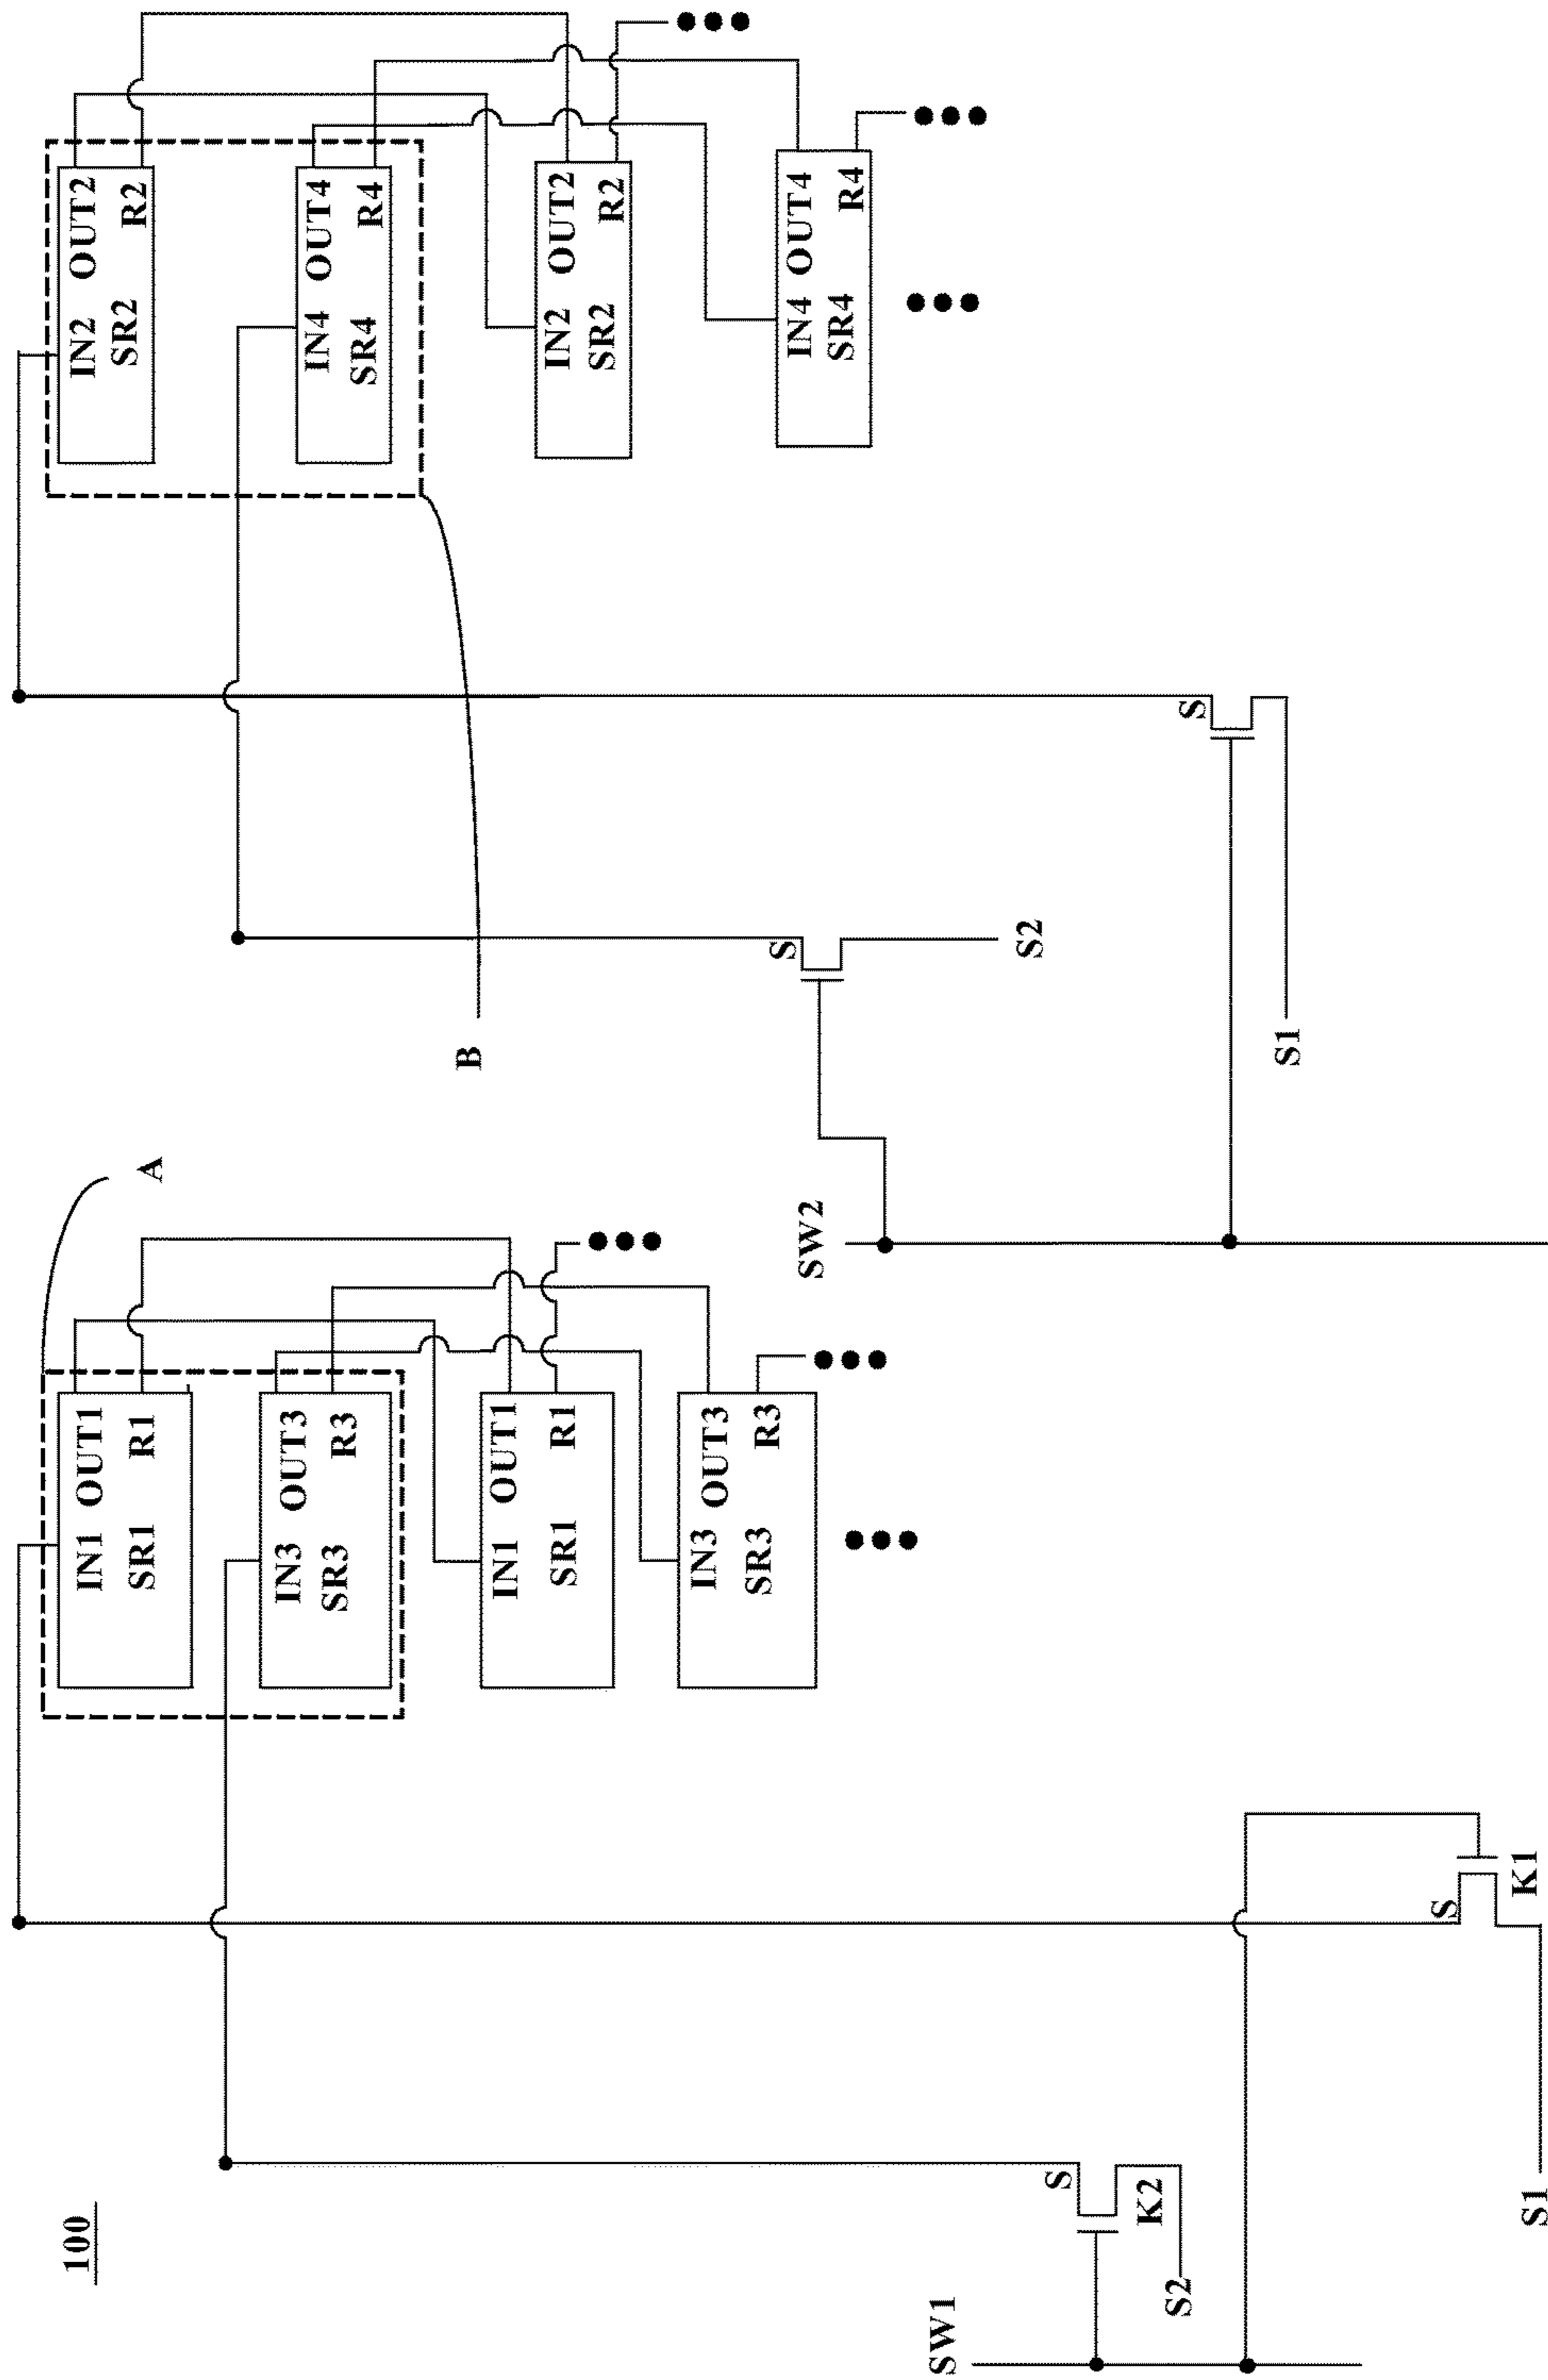 100
SW1
S2
K2
S
S1
K1
S
A
IN1 OUT1
SR1 R1
IN3 OUT3
SR3 R3
IN1 OUT1
SR1 R1
IN3 OUT3
SR3 R3
SW2
B
S2
S
S1
S
IN2 OUT2
SR2 R2
IN4 OUT4
SR4 R4
IN2 OUT2
SR2 R2
IN4 OUT4
SR4 R4